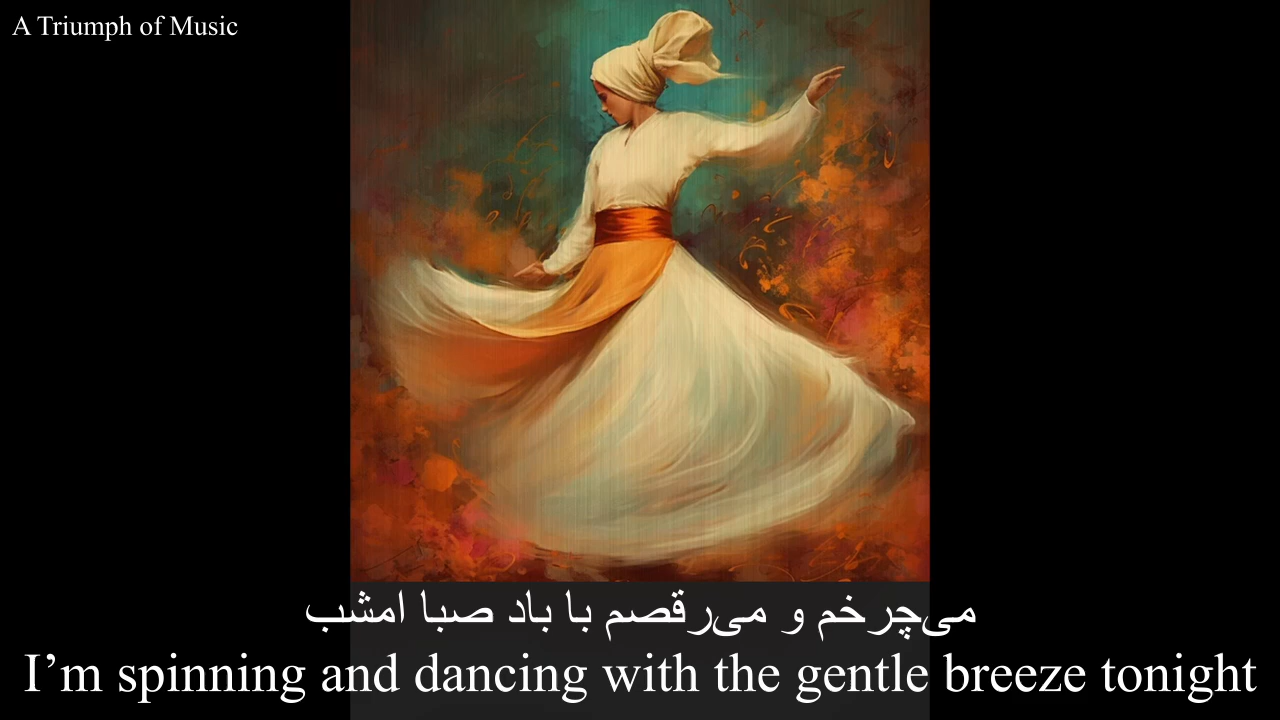 A Triumph of Music
می‌چرخم و می‌رقصم با باد صبا امشب
I’m spinning and dancing with the gentle breeze tonight